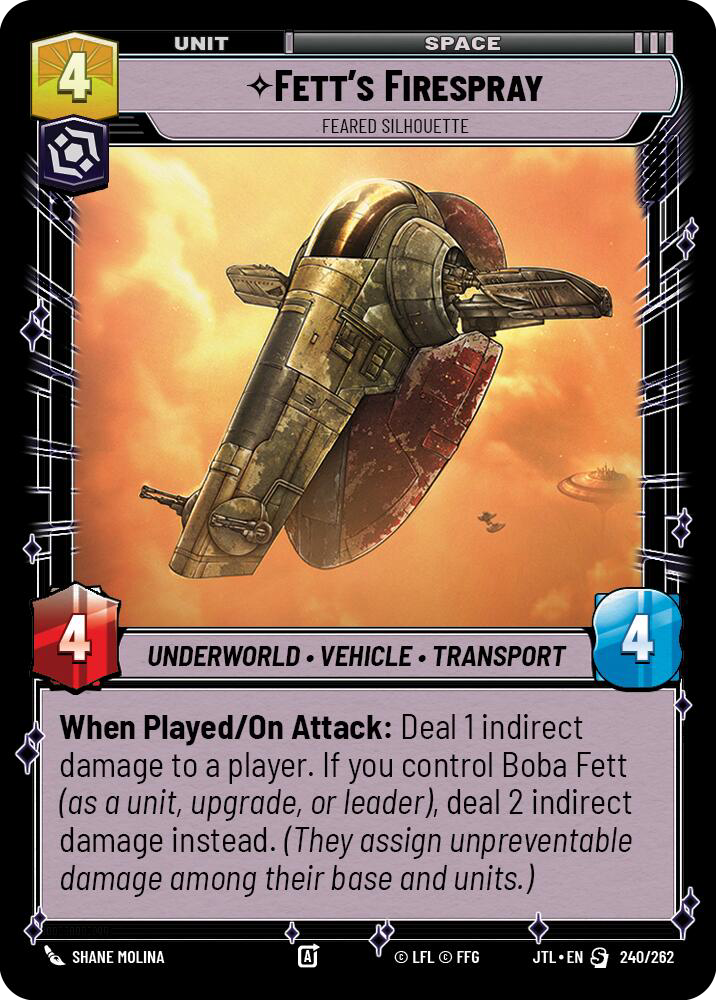 UNIT
SPACE
4
FETT'S FIRESPRAY
FEARED SILHOUETTE
4
UNDERWORLD • VEHICLE • TRANSPORT
4
When Played/On Attack: Deal 1 indirect
damage to a player. If you control Boba Fett
(as a unit, upgrade, or leader), deal 2 indirect
damage instead. (They assign unpreventable
damage among their base and units.)
SHANE MOLINA
A
© LFL © FFG
JTL • EN
240/262